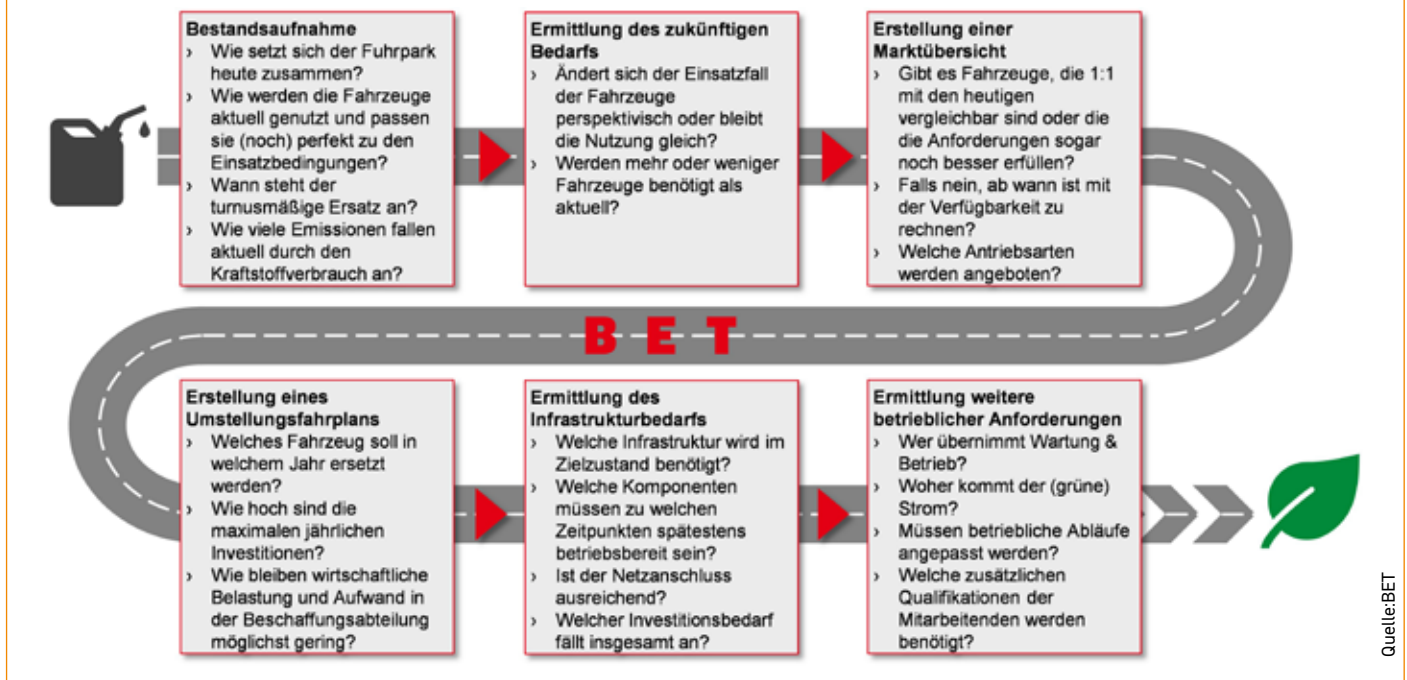 Bestandsaufnahme
› Wie setzt sich der Fuhrpark
heute zusammen?
› Wie werden die Fahrzeuge
aktuell genutzt und passen
sie (noch) perfekt zu den
Einsatzbedingungen?
› Wann steht der
turnusmäßige Ersatz an?
› Wie viele Emissionen fallen
aktuell durch den
Kraftstoffverbrauch an?
Ermittlung des zukünftigen
Bedarfs
› Ändert sich der Einsatzfall
der Fahrzeuge
perspektivisch oder bleibt
die Nutzung gleich?
› Werden mehr oder weniger
Fahrzeuge benötigt als
aktuell?
Erstellung einer
Marktübersicht
› Gibt es Fahrzeuge, die 1:1
mit den heutigen
vergleichbar sind oder die
die Anforderungen sogar
noch besser erfüllen?
› Falls nein, ab wann ist mit
der Verfügbarkeit zu
rechnen?
› Welche Antriebsarten
werden angeboten?
BET
Erstellung eines
Umstellungsfahrplans
› Welches Fahrzeug soll in
welchem Jahr ersetzt
werden?
› Wie hoch sind die
maximalen jährlichen
Investitionen?
› Wie bleiben wirtschaftliche
Belastung und Aufwand in
der Beschaffungsabteilung
möglichst gering?
Ermittlung des
Infrastrukturbedarfs
› Welche Infrastruktur wird im
Zielzustand benötigt?
› Welche Komponenten
müssen zu welchen
Zeitpunkten spätestens
betriebsbereit sein?
› Ist der Netzanschluss
ausreichend?
› Welcher Investitionsbedarf
fällt insgesamt an?
Ermittlung weitere
betrieblicher Anforderungen
› Wer übernimmt Wartung &
Betrieb?
› Woher kommt der (grüne)
Strom?
› Müssen betriebliche Abläufe
angepasst werden?
› Welche zusätzlichen
Qualifikationen der
Mitarbeitenden werden
benötigt?
Quelle:BET